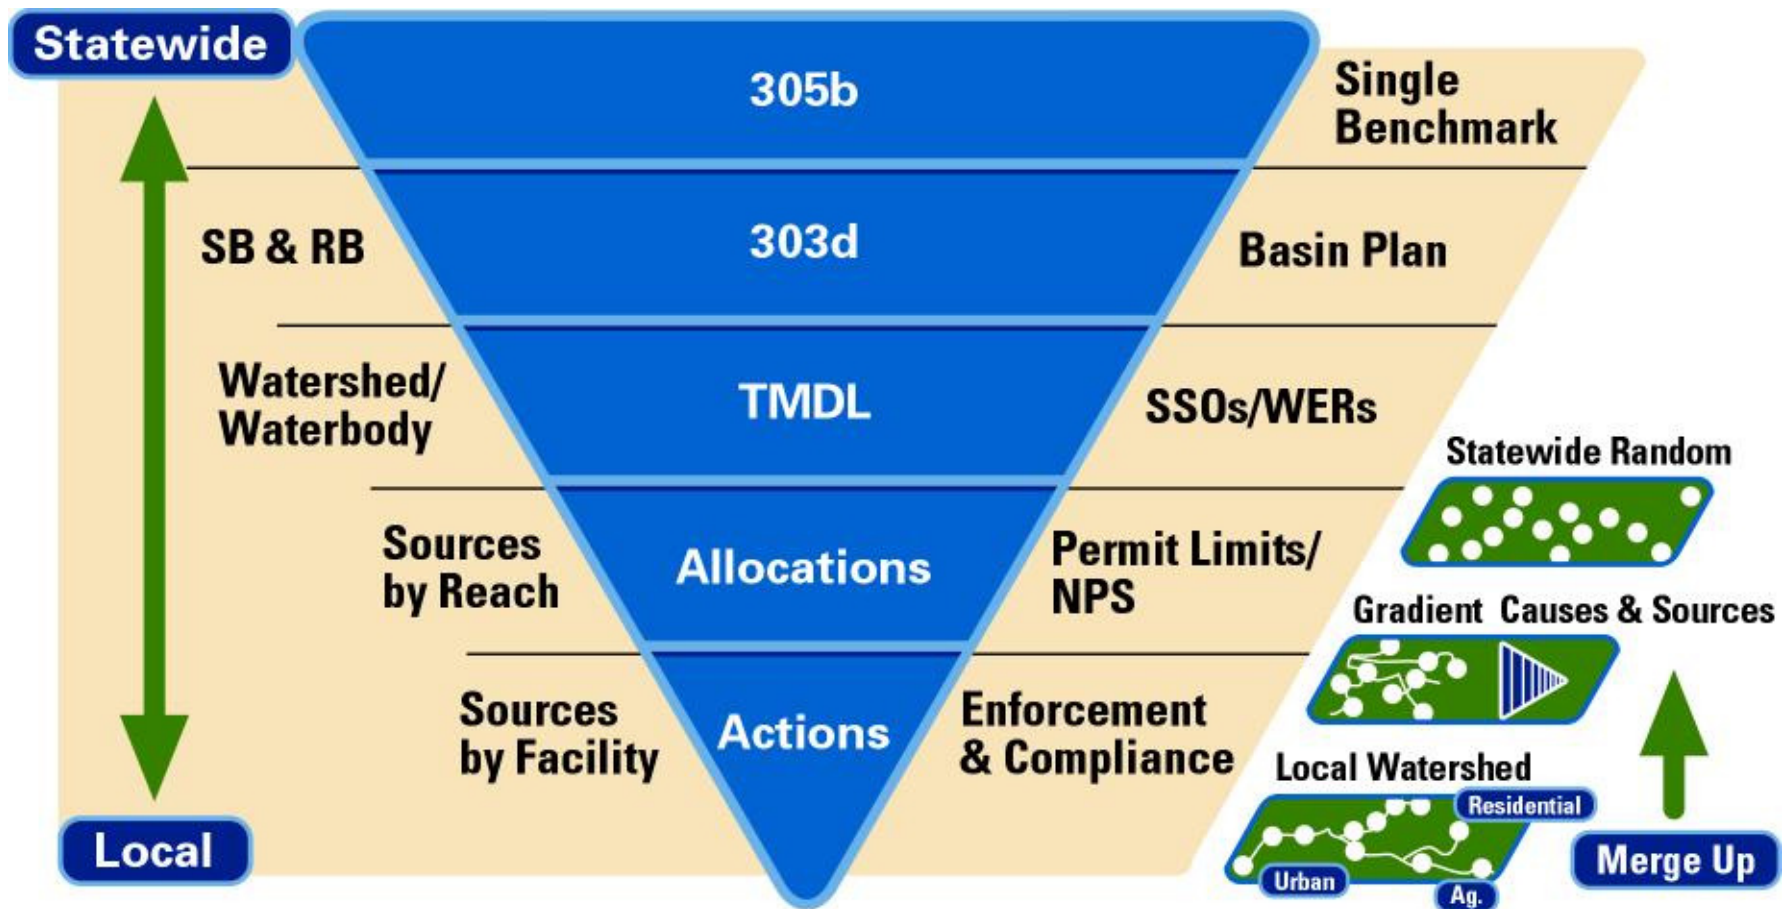 Statewide
305b
Single
Benchmark
SB & RB
303d
Basin Plan
Watershed/
Waterbody
TMDL
SSOs/WERs
Statewide Random
Sources
by Reach
Allocations
Permit Limits/
NPS
Gradient Causes & Sources
Sources
by Facility
Actions
Enforcement
& Compliance
Local Watershed
Residential
Urban
Ag.
Local
Merge Up